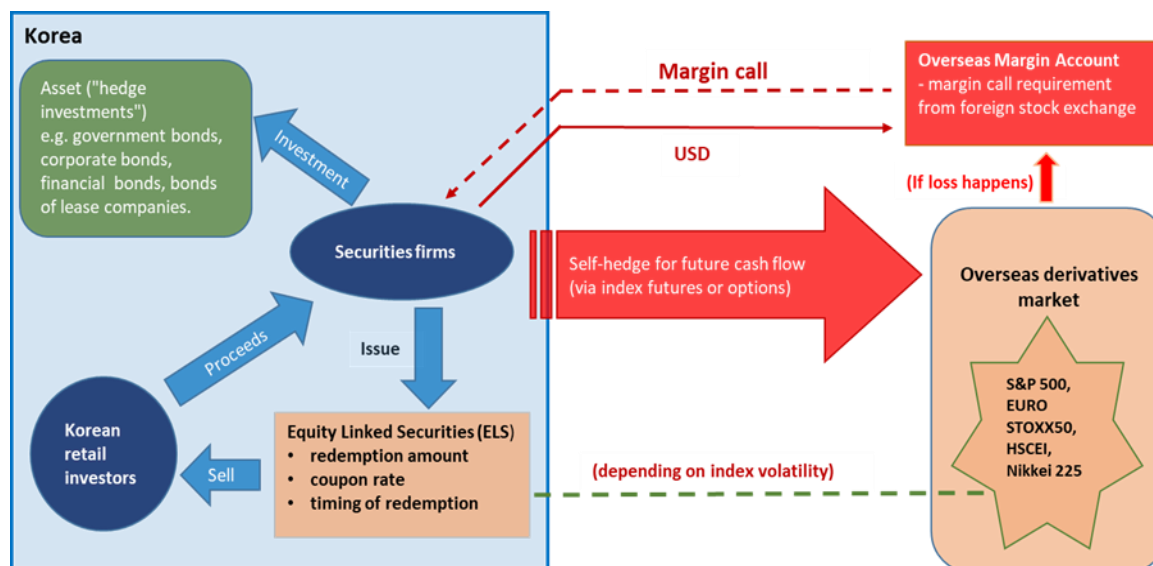 Korea
Asset ("hedge
investments")
e.g. government bonds,
corporate bonds,
financial bonds, bonds
of lease companies.
Investment
Securities firms
Proceeds
Issue
Korean
retail
investors
Sell
Equity Linked Securities (ELS)
• redemption amount
• coupon rate
• timing of redemption
Margin call
USD
Overseas Margin Account
- margin call requirement
from foreign stock exchange
(If loss happens)
Self-hedge for future cash flow
(via index futures or options)
Overseas derivatives
market
S&P 500,
EURO
STOXX50,
HSCEI,
Nikkei 225
(depending on index volatility)